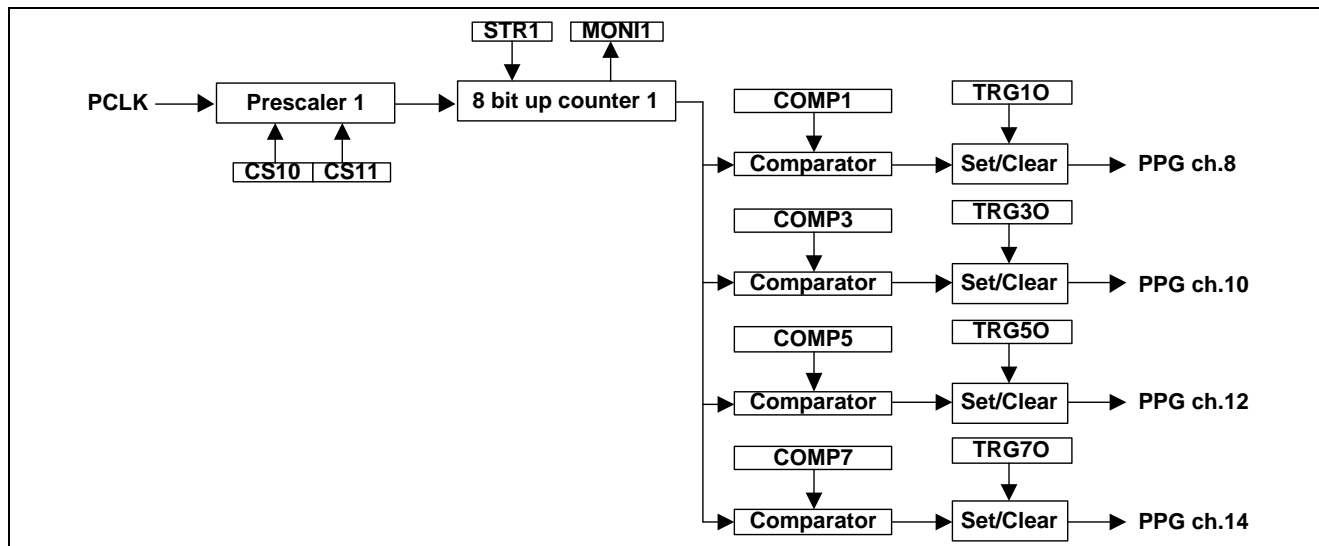 STR1 MONI1
PCLK Prescaler 1 8 bit up counter 1
CS10 CS11
COMP1 TRG1O
Comparator Set/Clear PPG ch.8
COMP3 TRG3O
Comparator Set/Clear PPG ch.10
COMP5 TRG5O
Comparator Set/Clear PPG ch.12
COMP7 TRG7O
Comparator Set/Clear PPG ch.14